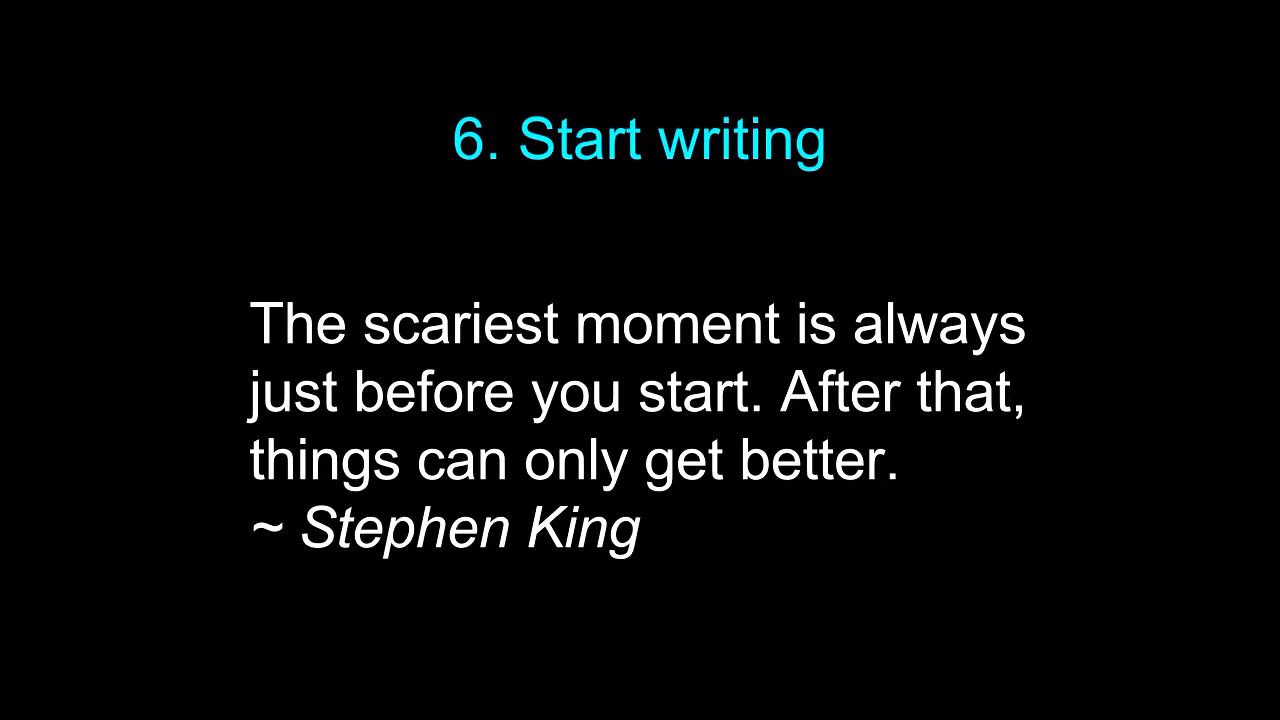 6. Start writing
The scariest moment is always
just before you start. After that,
things can only get better.
~ Stephen King